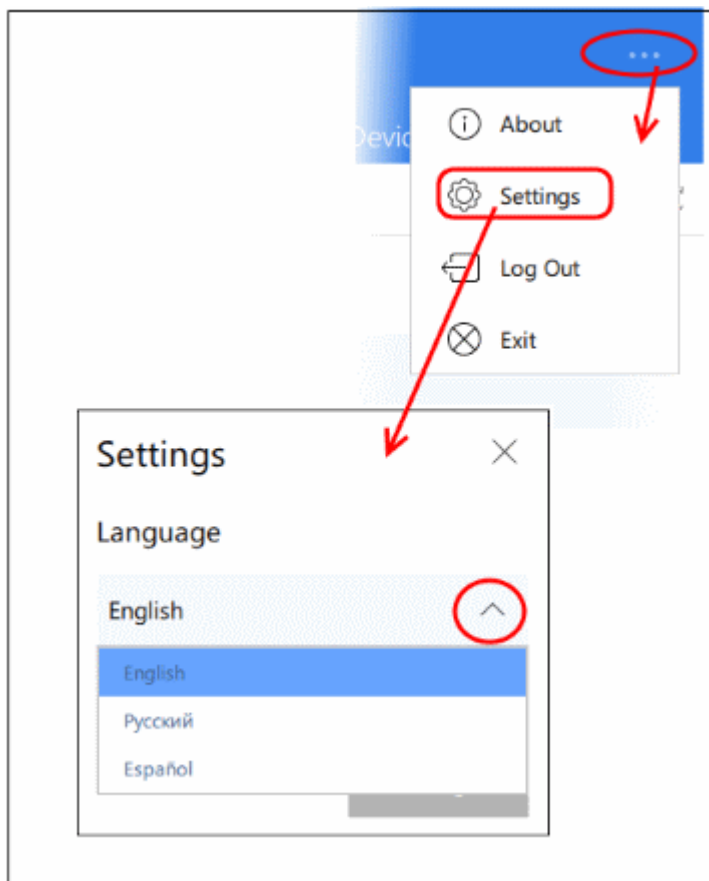 ...
About
Settings
Log Out
Exit
Settings
Language
English
English
Русский
Español